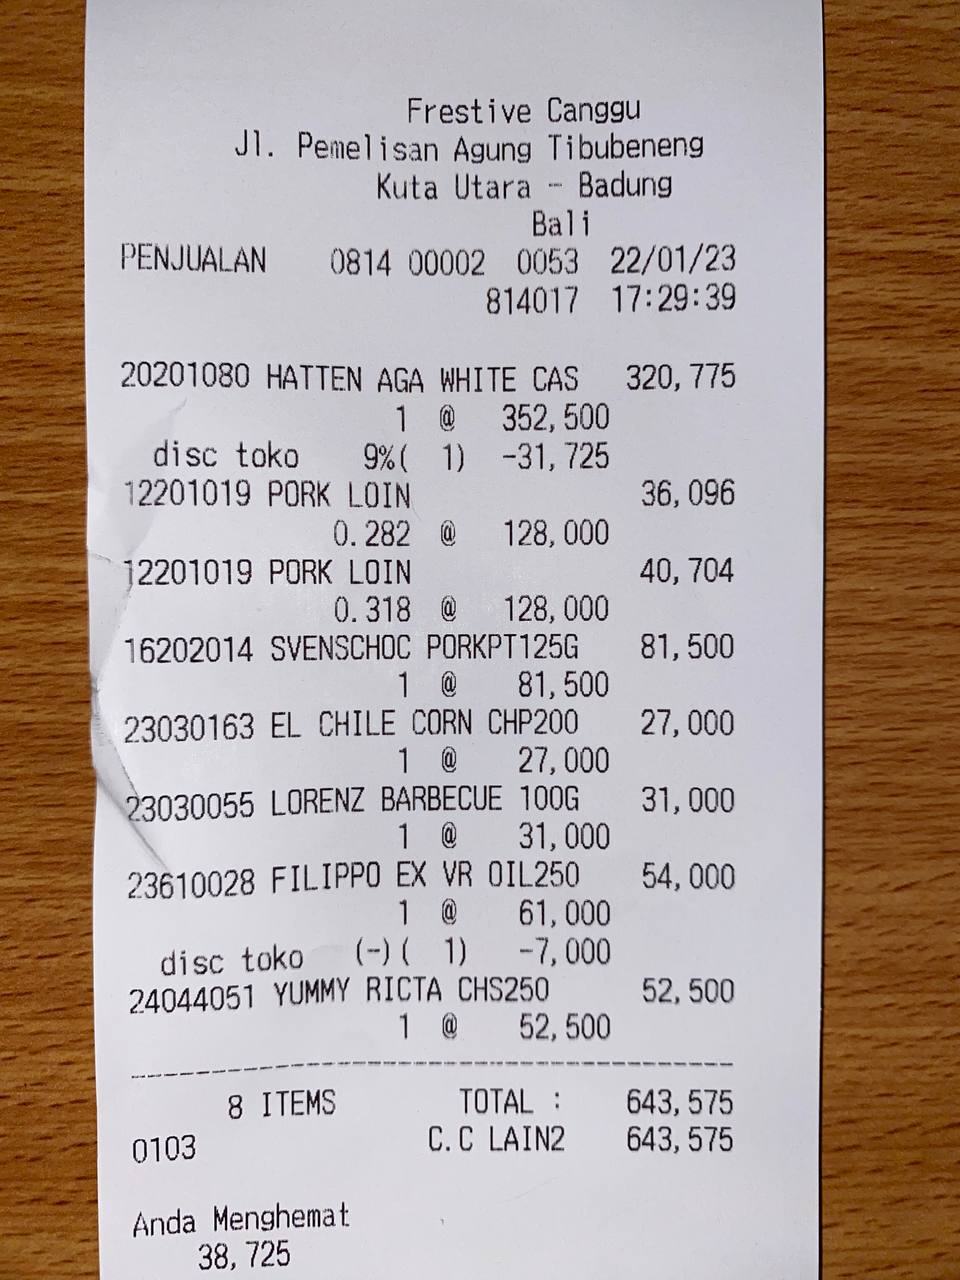 Frestive Canggu
Jl. Pemelisan Agung Tibubeneng
Kuta Utara - Badung
Bali
PENJUALAN 0814 00002 0053 22/01/23
814017 17:29:39
20201080 HATTEN AGA WHITE CAS 320,775
1 @ 352,500
disc toko 9%( 1) -31,725
12201019 PORK LOIN 36,096
0.282 @ 128,000
12201019 PORK LOIN 40,704
0.318 @ 128,000
16202014 SVENSCHOC PORKPT125G 81,500
1 @ 81,500
23030163 EL CHILE CORN CHP200 27,000
1 @ 27,000
23030055 LORENZ BARBECUE 100G 31,000
1 @ 31,000
23610028 FILIPPO EX VR OIL250 54,000
1 @ 61,000
disc toko (-)( 1) -7,000
24044051 YUMMY RICTA CHS250 52,500
1 @ 52,500
8 ITEMS TOTAL : 643,575
0103 C.C LAIN2 643,575
Anda Menghemat
38,725